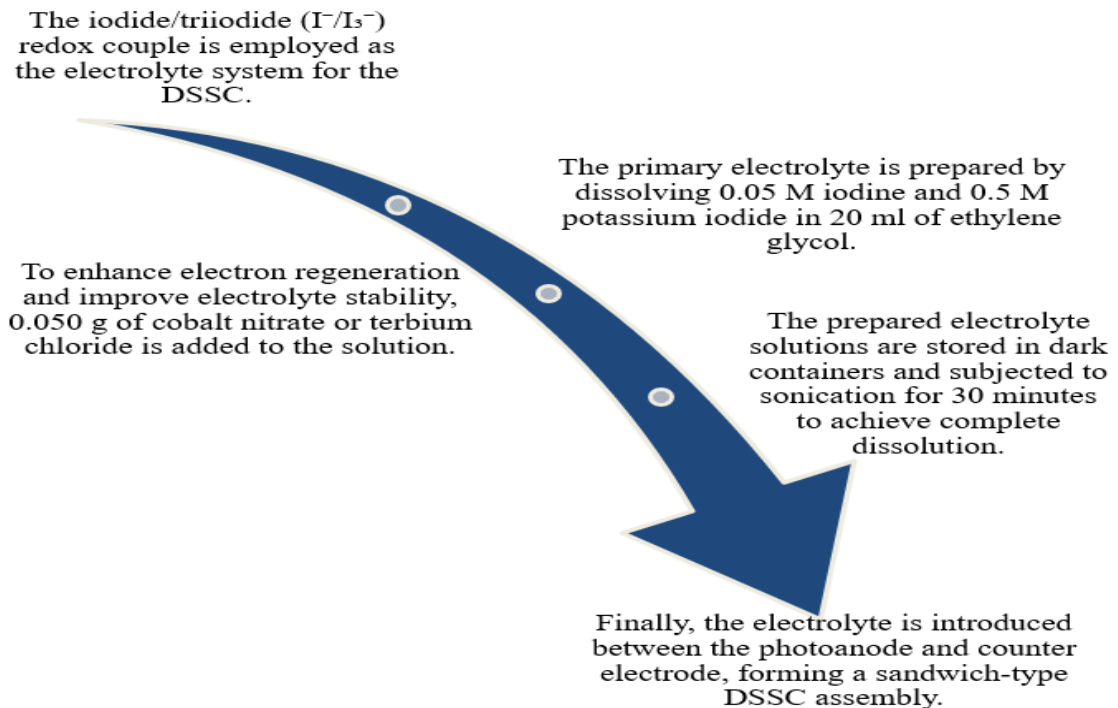 The iodide/triiodide (I⁻/I₃⁻)
redox couple is employed as
the electrolyte system for the
DSSC.
The primary electrolyte is prepared by
dissolving 0.05 M iodine and 0.5 M
potassium iodide in 20 ml of ethylene
glycol.
To enhance electron regeneration
and improve electrolyte stability,
0.050 g of cobalt nitrate or terbium
chloride is added to the solution.
The prepared electrolyte
solutions are stored in dark
containers and subjected to
sonication for 30 minutes
to achieve complete
dissolution.
Finally, the electrolyte is introduced
between the photoanode and counter
electrode, forming a sandwich-type
DSSC assembly.